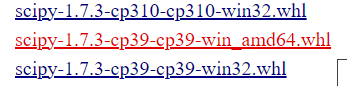 scipy-1.7.3-cp310-cp310-win32.whl
scipy-1.7.3-cp39-cp39-win_amd64.whl
scipy-1.7.3-cp39-cp39-win32.whl